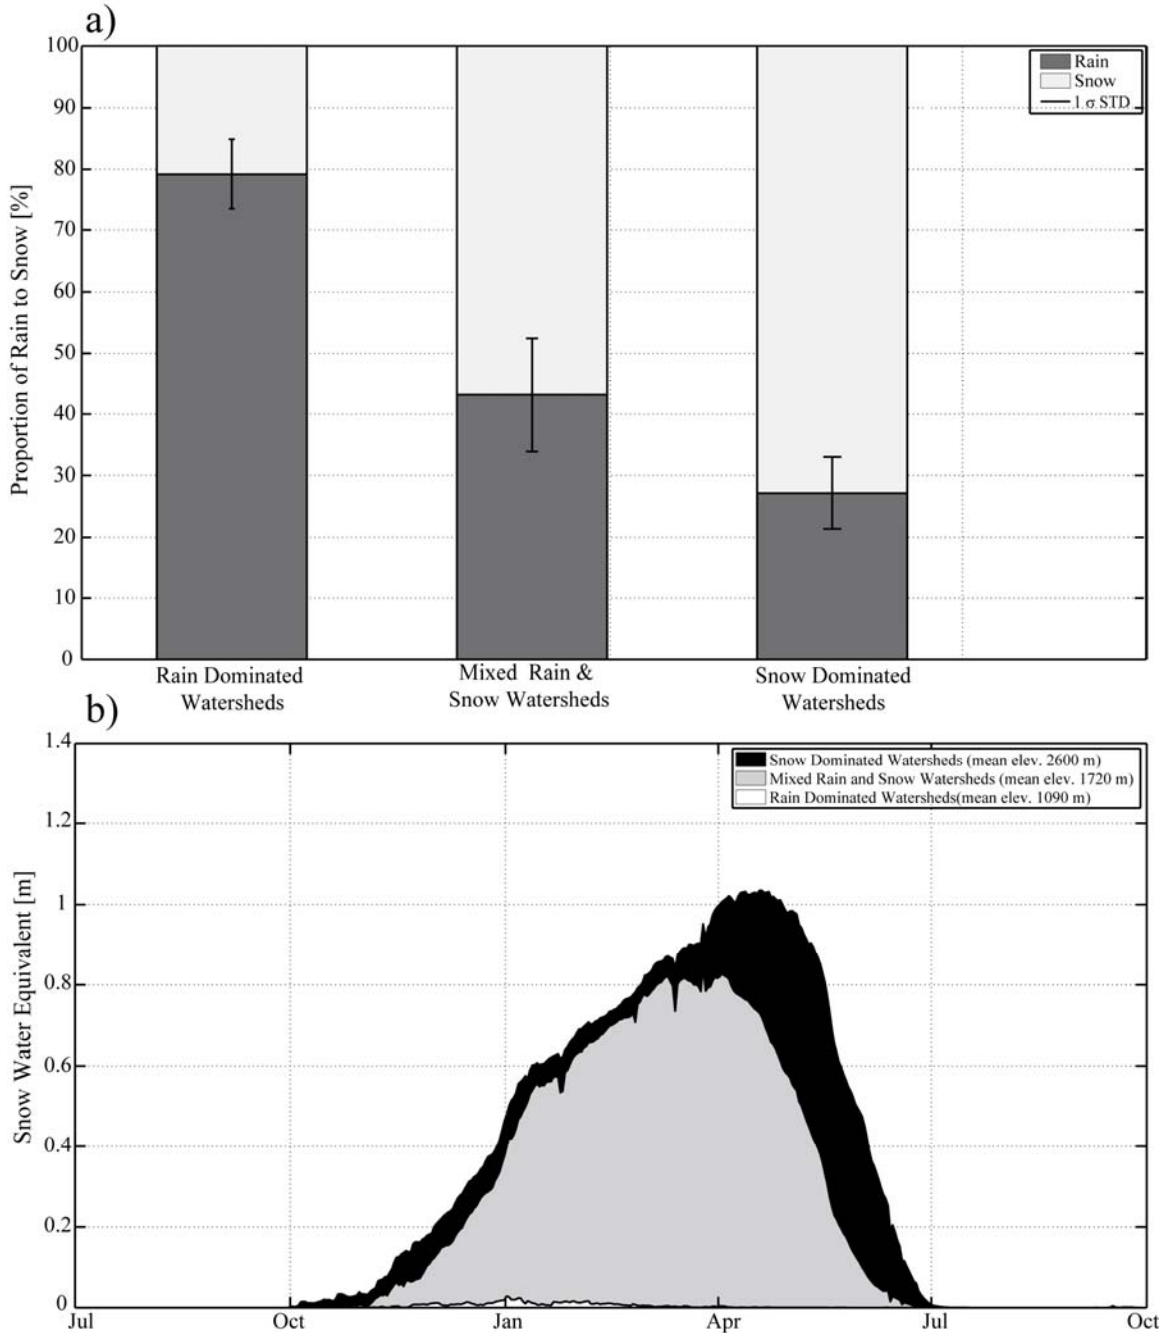 a)
100
90
80
70
60
50
40
30
20
10
0
Proportion of Rain to Snow [%]
Rain
Snow
1 σ STD
Rain Dominated
Watersheds
Mixed Rain &
Snow Watersheds
Snow Dominated
Watersheds
b)
1.4
1.2
1
0.8
0.6
0.4
0.2
0
Snow Water Equivalent [m]
Snow Dominated Watersheds (mean elev. 2600 m)
Mixed Rain and Snow Watersheds (mean elev. 1720 m)
Rain Dominated Watersheds(mean elev. 1090 m)
Jul Oct Jan Apr Jul Oct